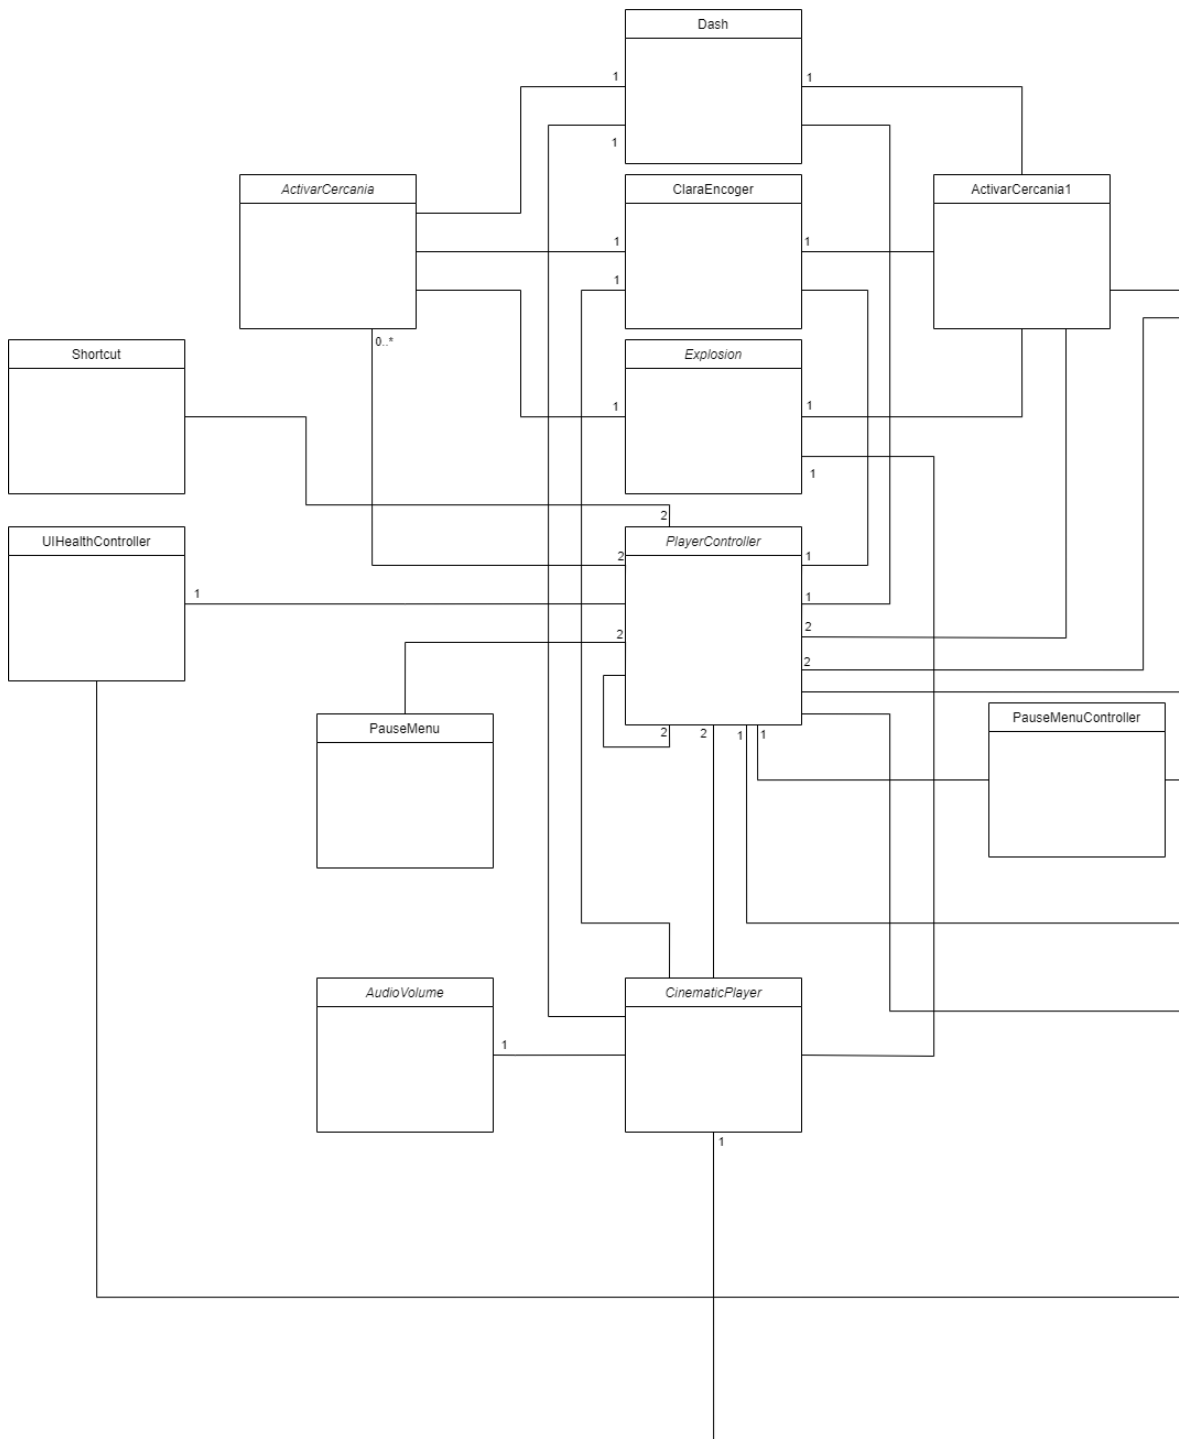 Dash
1
1
1
ActivarCercania
ClaraEncoger
ActivarCercania1
1
1
1
0..*
Shortcut
Explosion
1
1
1
2
UIHealthController
PlayerController
2
1
1
1
2
2
2
PauseMenu
2
2
1
1
PauseMenuController
AudioVolume
CinematicPlayer
1
1